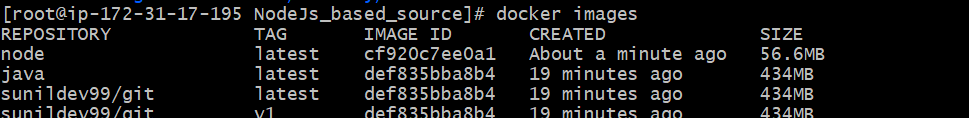 [root@ip-172-31-17-195 NodeJs_based_source]# docker images
REPOSITORY TAG IMAGE ID CREATED SIZE
node latest cf920c7ee0a1 About a minute ago 56.6MB
java latest def835bba8b4 19 minutes ago 434MB
sunildev99/git latest def835bba8b4 19 minutes ago 434MB
sunildev99/git v1 def835bba8b4 19 minutes ago 434MB